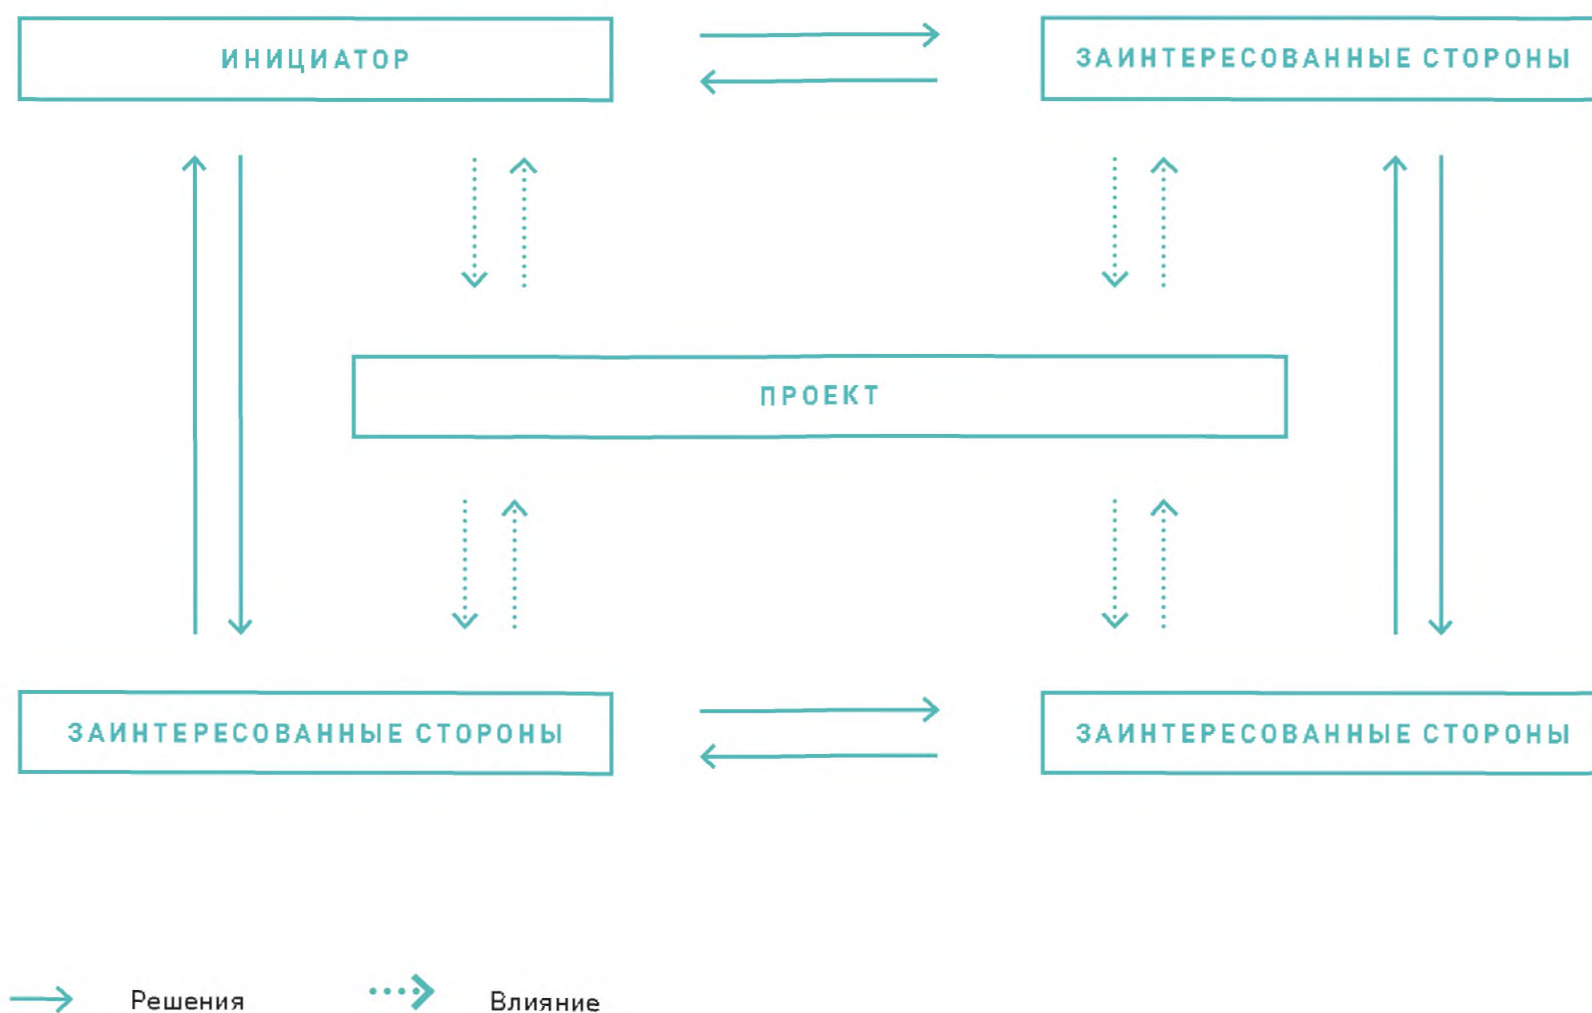 ИНИЦИАТОР
ЗАИНТЕРЕСОВАННЫЕ СТОРОНЫ
ПРОЕКТ
ЗАИНТЕРЕСОВАННЫЕ СТОРОНЫ
ЗАИНТЕРЕСОВАННЫЕ СТОРОНЫ
Решения
Влияние